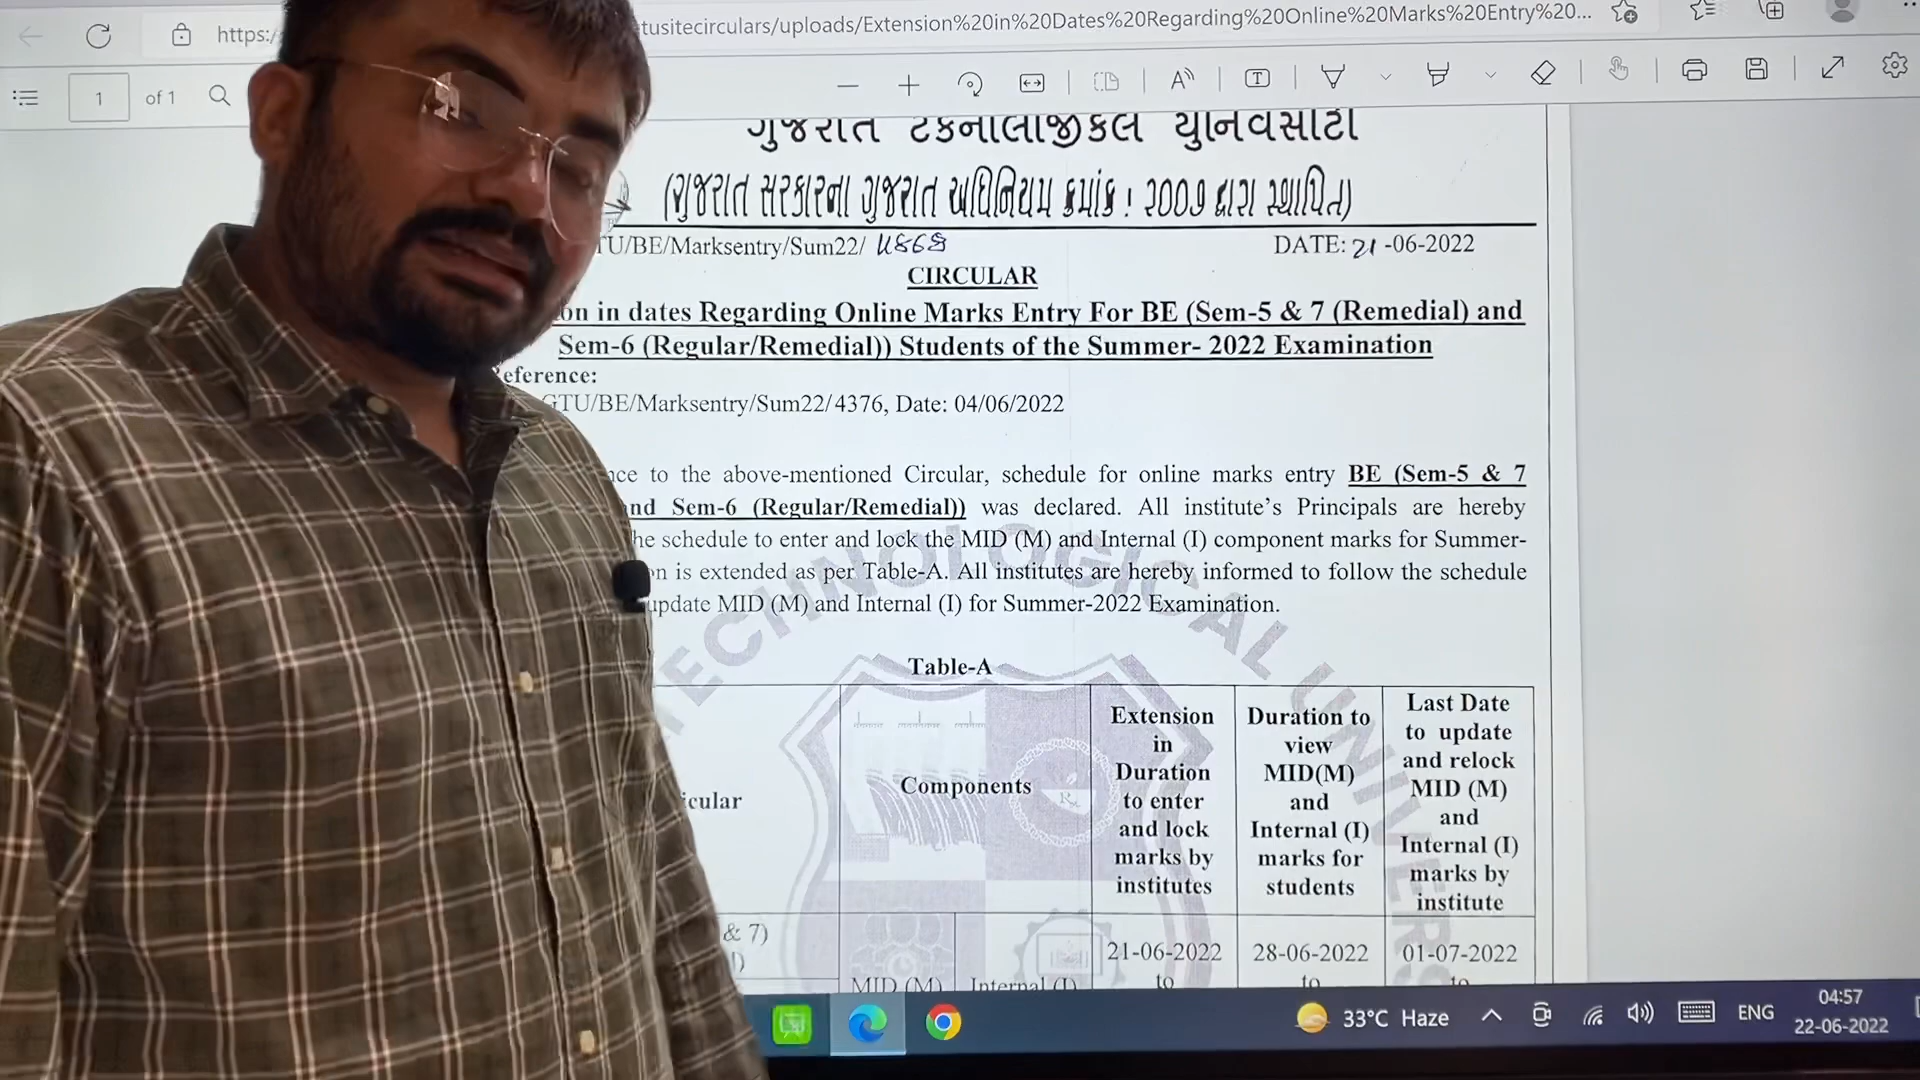 https:/
tusitecirculars/uploads/Extension%20in%20Dates%20Regarding%20Online%20Marks%20Entry%20...
1 of 1
ગુજરાત ટેકનોલોજીકલ યુનિવર્સીટી
(ગુજરાત સરકારના ગુજરાત અધિનિયમ ક્રમાંક ! ૨૦૦૭ દ્વારા સ્થાપિત)
TU/BE/Marksentry/Sum22/
DATE: 21 -06-2022
CIRCULAR
on in dates Regarding Online Marks Entry For BE (Sem-5 & 7 (Remedial) and
Sem-6 (Regular/Remedial)) Students of the Summer- 2022 Examination
eference:
GTU/BE/Marksentry/Sum22/4376, Date: 04/06/2022
nce to the above-mentioned Circular, schedule for online marks entry BE (Sem-5 & 7
nd Sem-6 (Regular/Remedial)) was declared. All institute's Principals are hereby
he schedule to enter and lock the MID (M) and Internal (I) component marks for Summer-
n is extended as per Table-A. All institutes are hereby informed to follow the schedule
update MID (M) and Internal (I) for Summer-2022 Examination.
TECHNOLOGICAL UNIVERS
Table-A
icular
Components
Extension
in
Duration
to enter
and lock
marks by
institutes
Duration to
view
MID(M)
and
Internal (I)
marks for
students
Last Date
to update
and relock
MID (M)
and
Internal (I)
marks by
institute
& 7)
l)
MID (M) Internal (I)
21-06-2022
to
28-06-2022
to
01-07-2022
to
33°C Haze
ENG
04:57
22-06-2022